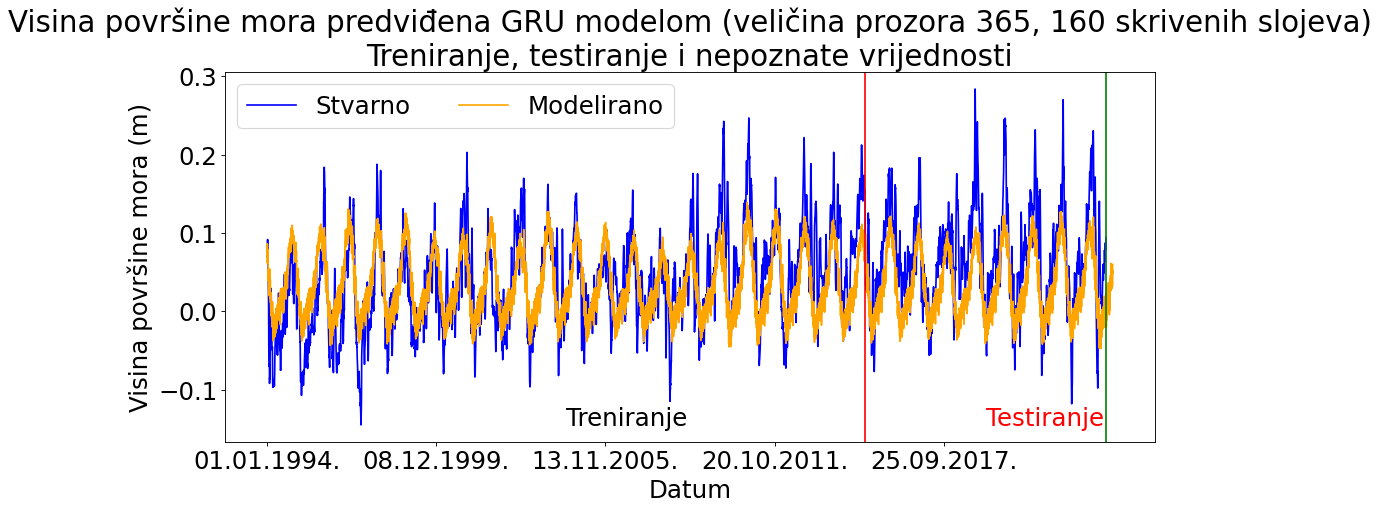 Visina površine mora predviđena GRU modelom (veličina prozora 365, 160 skrivenih slojeva)
Treniranje, testiranje i nepoznate vrijednosti
Stvarno Modelirano
Visina površine mora (m)
0.3
0.2
0.1
0.0
−0.1
Treniranje
Testiranje
01.01.1994. 08.12.1999. 13.11.2005. 20.10.2011. 25.09.2017.
Datum